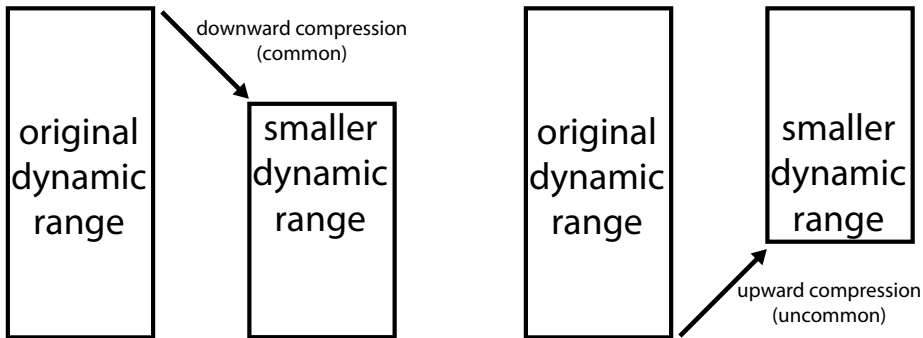 original
dynamic
range
downward compression
(common)
smaller
dynamic
range
original
dynamic
range
smaller
dynamic
range
upward compression
(uncommon)